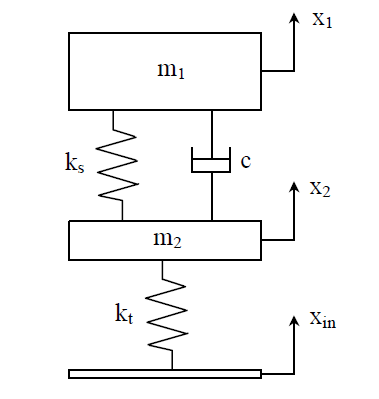 x₁
m₁
kₛ
c
x₂
m₂
kₜ
xᵢₙ